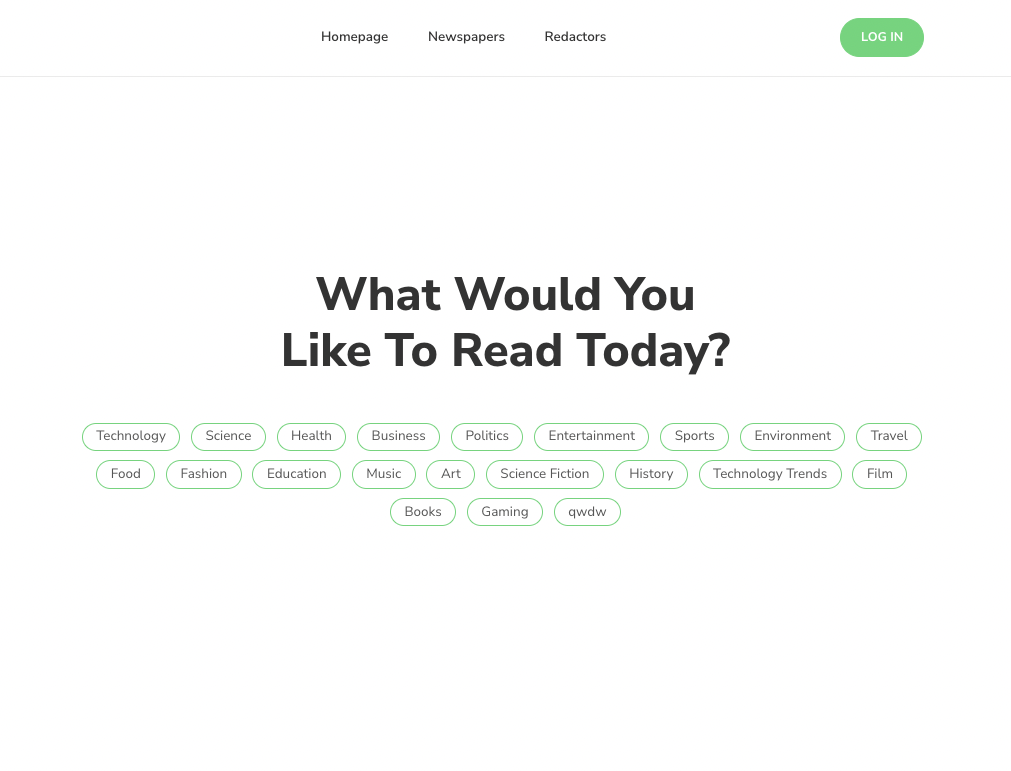 Homepage Newspapers Redactors LOG IN
What Would You
Like To Read Today?
Technology Science Health Business Politics Entertainment Sports Environment Travel
Food Fashion Education Music Art Science Fiction History Technology Trends Film
Books Gaming qwdw